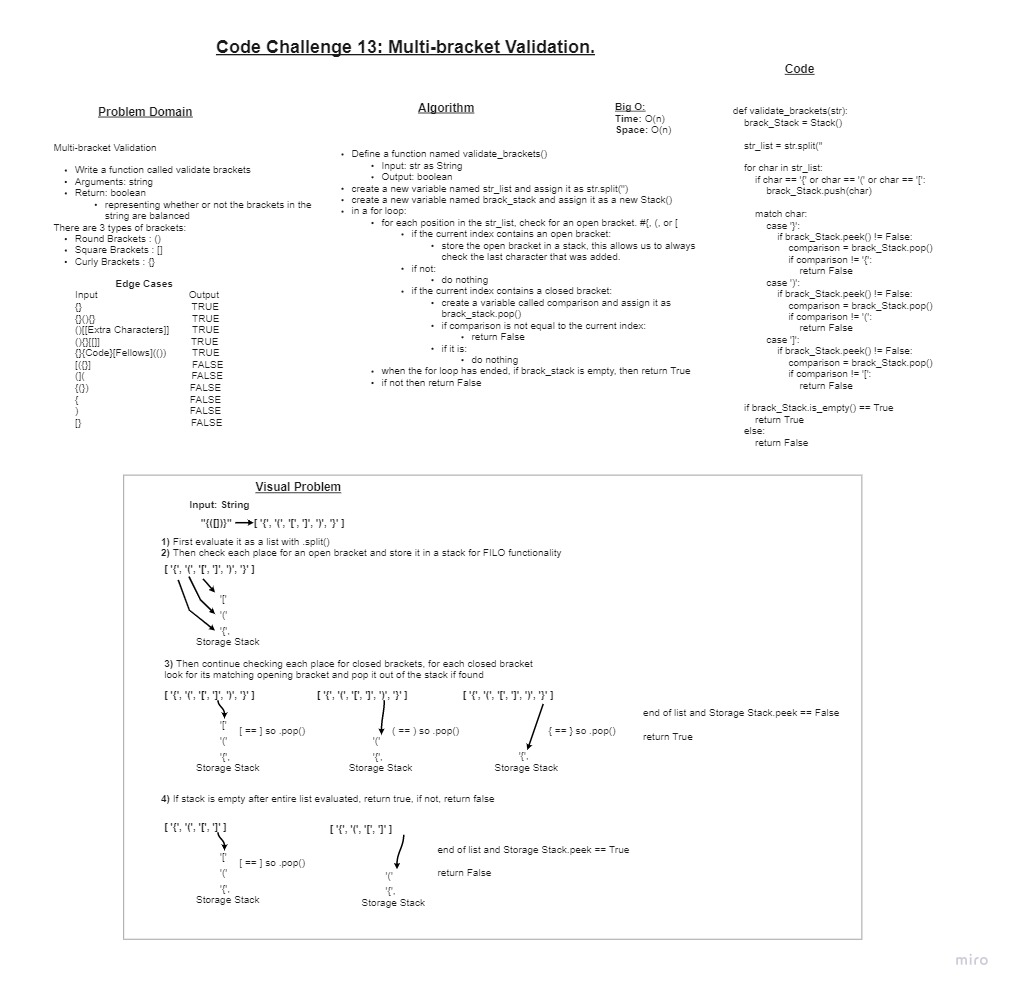 Code Challenge 13: Multi-bracket Validation.
Problem Domain
Multi-bracket Validation
• Write a function called validate brackets
• Arguments: string
• Return: boolean
• representing whether or not the brackets in the
string are balanced
There are 3 types of brackets:
• Round Brackets : ()
• Square Brackets : []
• Curly Brackets : {}
Edge Cases
Input Output
{} TRUE
{}(){} TRUE
()[[Extra Characters]] TRUE
(){}[[]] TRUE
{}{Code}[Fellows](()) TRUE
[({}] FALSE
(]( FALSE
{(}) FALSE
{ FALSE
) FALSE
[} FALSE
Algorithm
• Define a function named validate_brackets()
• Input: str as String
• Output: boolean
• create a new variable named str_list and assign it as str.split('')
• create a new variable named brack_stack and assign it as a new Stack()
• in a for loop:
• for each position in the str_list, check for an open bracket. #{, (, or [
• if the current index contains an open bracket:
• store the open bracket in a stack, this allows us to always
check the last character that was added.
• if not:
• do nothing
• if the current index contains a closed bracket:
• create a variable called comparison and assign it as
brack_stack.pop()
• if comparison is not equal to the current index:
• return False
• if it is:
• do nothing
• when the for loop has ended, if brack_stack is empty, then return True
• if not then return False
Big O:
Time: O(n)
Space: O(n)
Code
def validate_brackets(str):
brack_Stack = Stack()
str_list = str.split(''
for char in str_list:
if char == '{' or char == '(' or char == '[':
brack_Stack.push(char)
match char:
case '}':
if brack_Stack.peek() != False:
comparison = brack_Stack.pop()
if comparison != '{':
return False
case ')':
if brack_Stack.peek() != False:
comparison = brack_Stack.pop()
if comparison != '(':
return False
case ']':
if brack_Stack.peek() != False:
comparison = brack_Stack.pop()
if comparison != '[':
return False
if brack_Stack.is_empty() == True
return True
else:
return False
Visual Problem
Input: String
"{([])}" [ '{', '(', '[', ']', ')', '}' ]
1) First evaluate it as a list with .split()
2) Then check each place for an open bracket and store it in a stack for FILO functionality
[ '{', '(', '[', ']', ')', '}' ]
'['
'('
'{',
Storage Stack
3) Then continue checking each place for closed brackets, for each closed bracket
look for its matching opening bracket and pop it out of the stack if found
[ '{', '(', '[', ']', ')', '}' ]
'['
[ == ] so .pop()
'('
'{',
Storage Stack
[ '{', '(', '[', ']', ')', '}' ]
( == ) so .pop()
'('
'{',
Storage Stack
[ '{', '(', '[', ']', ')', '}' ]
{ == } so .pop()
'{',
Storage Stack
end of list and Storage Stack.peek == False
return True
4) If stack is empty after entire list evaluated, return true, if not, return false
[ '{', '(', '[', ']' ]
'['
[ == ] so .pop()
'('
'{',
Storage Stack
[ '{', '(', '[', ']' ]
'('
'{',
Storage Stack
end of list and Storage Stack.peek == True
return False
miro